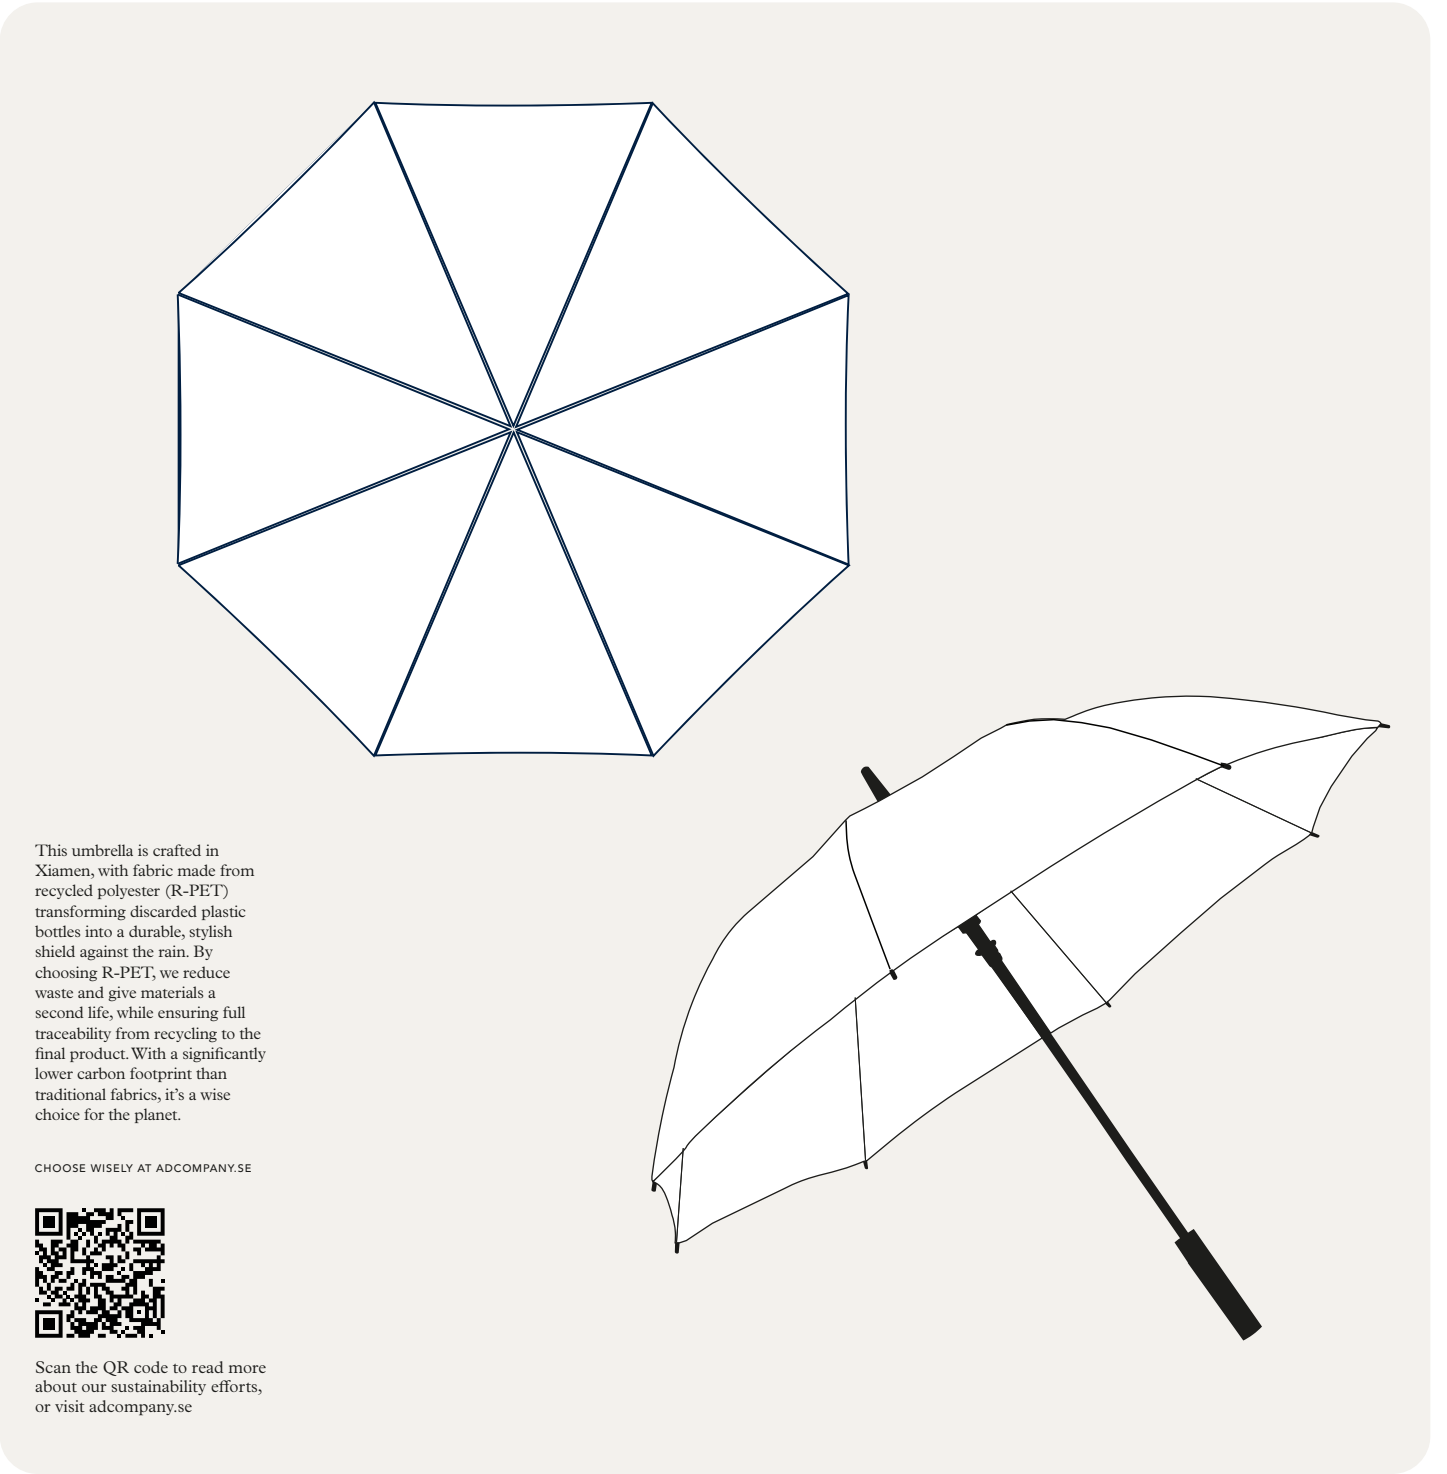 This umbrella is crafted in
Xiamen, with fabric made from
recycled polyester (R-PET)
transforming discarded plastic
bottles into a durable, stylish
shield against the rain. By
choosing R-PET, we reduce
waste and give materials a
second life, while ensuring full
traceability from recycling to the
final product. With a significantly
lower carbon footprint than
traditional fabrics, it’s a wise
choice for the planet.
CHOOSE WISELY AT ADCOMPANY.SE
Scan the QR code to read more
about our sustainability efforts,
or visit adcompany.se